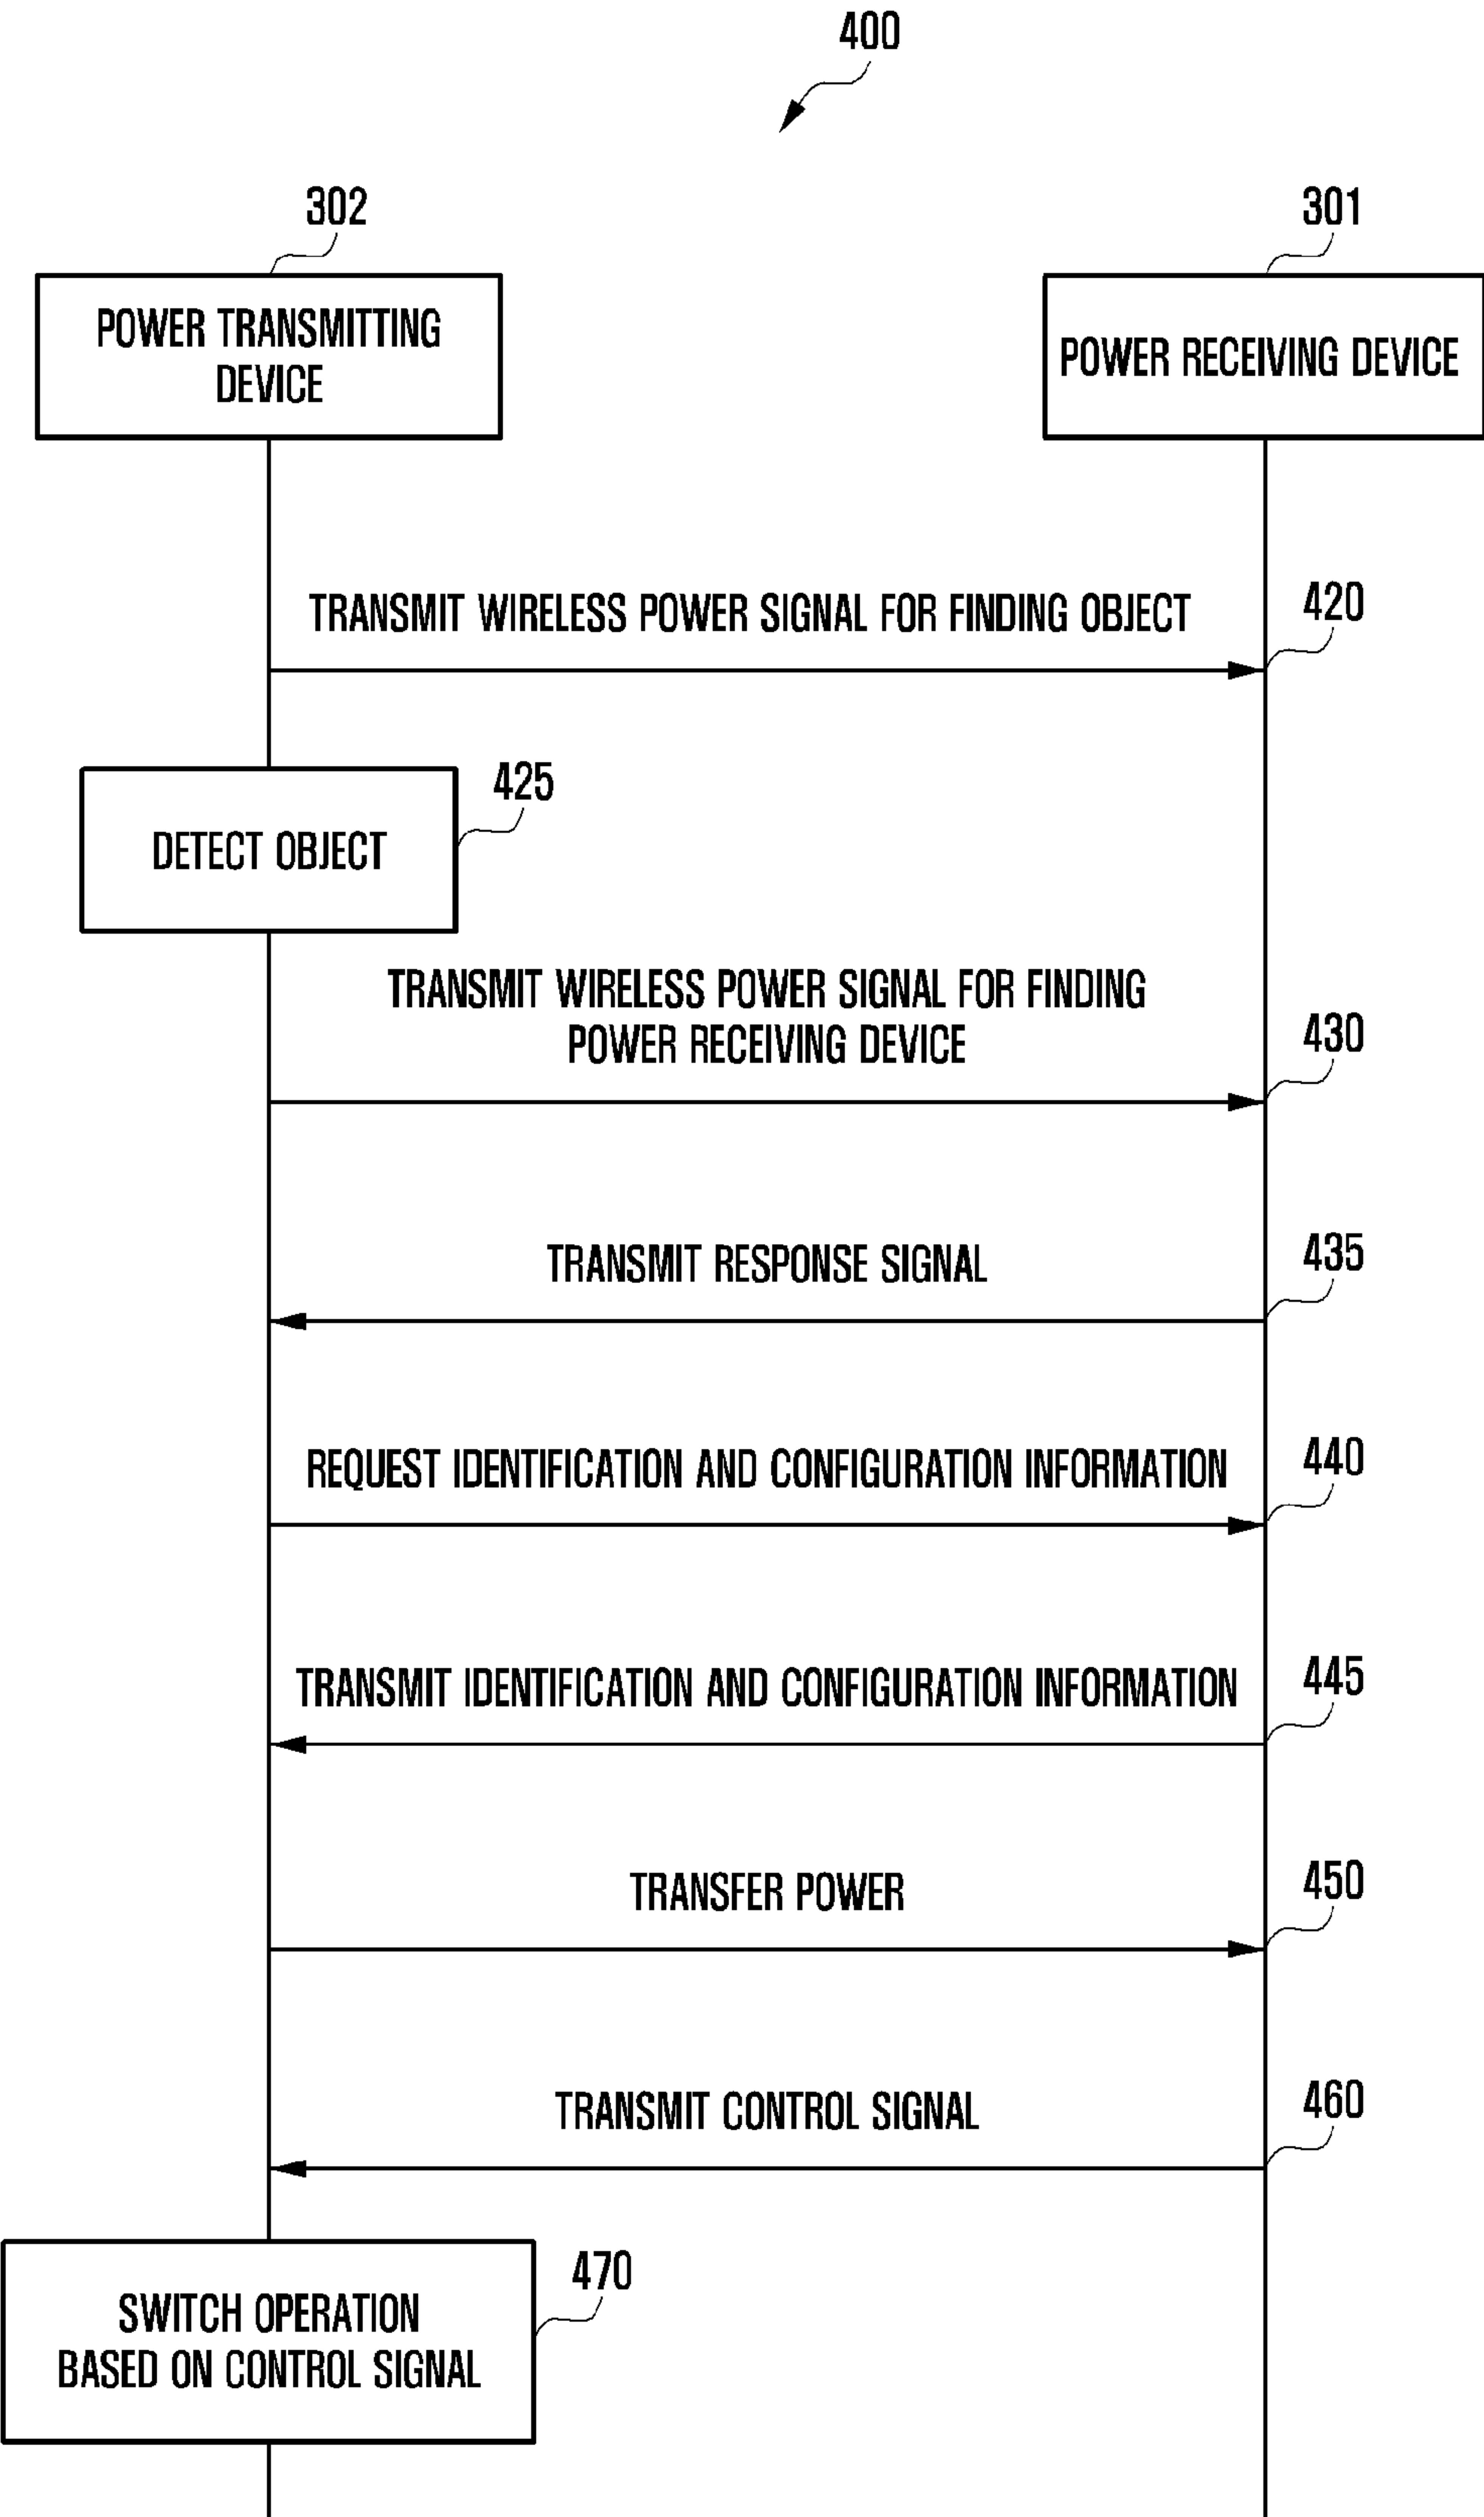 400
302
301
POWER TRANSMITTING
DEVICE
POWER RECEIVING DEVICE
TRANSMIT WIRELESS POWER SIGNAL FOR FINDING OBJECT
420
425
DETECT OBJECT
TRANSMIT WIRELESS POWER SIGNAL FOR FINDING
POWER RECEIVING DEVICE
430
TRANSMIT RESPONSE SIGNAL
435
REQUEST IDENTIFICATION AND CONFIGURATION INFORMATION
440
TRANSMIT IDENTIFICATION AND CONFIGURATION INFORMATION
445
TRANSFER POWER
450
TRANSMIT CONTROL SIGNAL
460
470
SWITCH OPERATION
BASED ON CONTROL SIGNAL